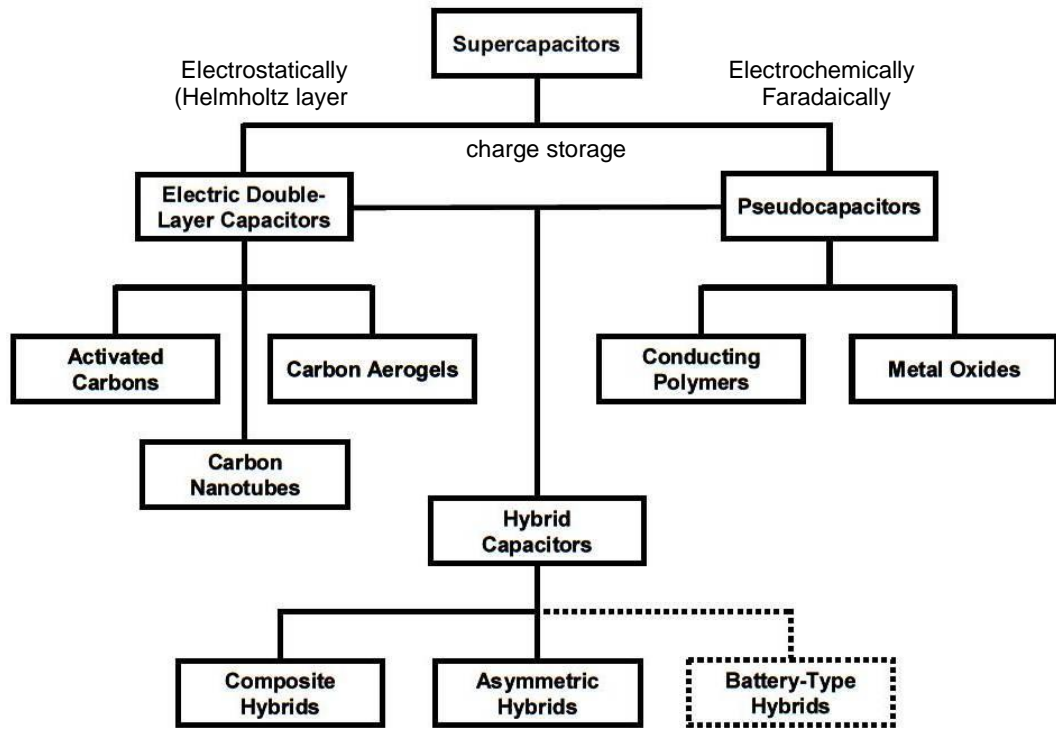 Supercapacitors
Electrostatically
(Helmholtz layer
Electrochemically
Faradaically
charge storage
Electric Double-
Layer Capacitors
Pseudocapacitors
Activated
Carbons
Carbon Aerogels
Conducting
Polymers
Metal Oxides
Carbon
Nanotubes
Hybrid
Capacitors
Composite
Hybrids
Asymmetric
Hybrids
Battery-Type
Hybrids